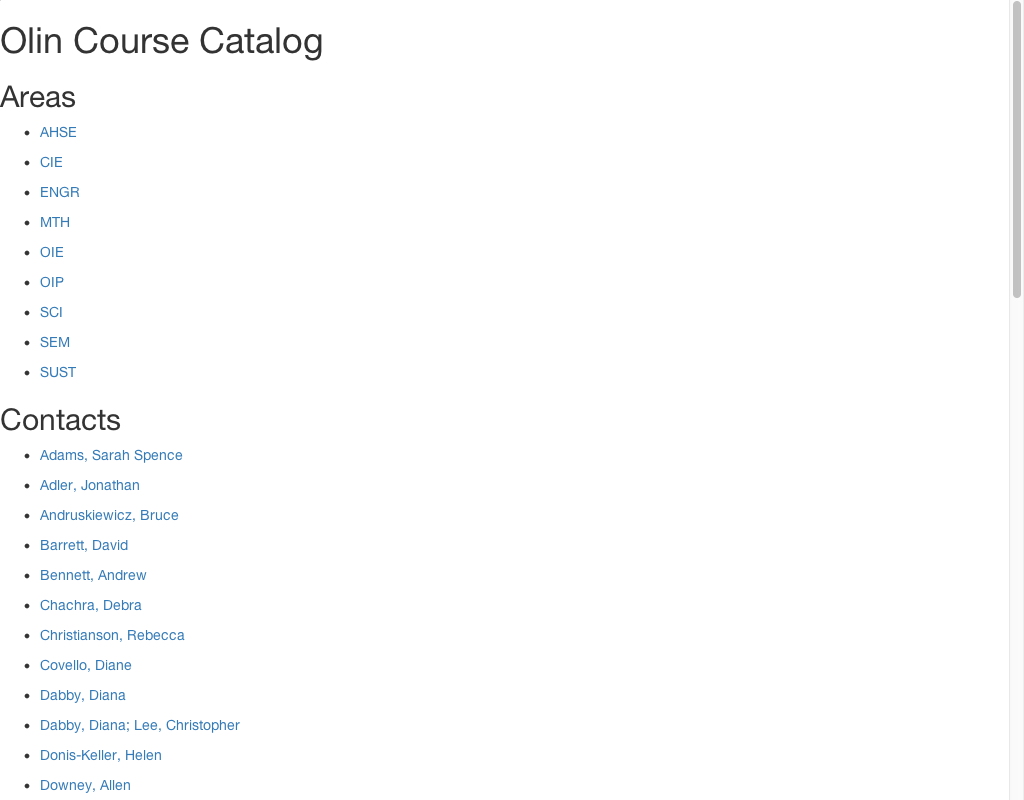 Olin Course Catalog
Areas
AHSE
CIE
ENGR
MTH
OIE
OIP
SCI
SEM
SUST
Contacts
Adams, Sarah Spence
Adler, Jonathan
Andruskiewicz, Bruce
Barrett, David
Bennett, Andrew
Chachra, Debra
Christianson, Rebecca
Covello, Diane
Dabby, Diana
Dabby, Diana; Lee, Christopher
Donis-Keller, Helen
Downey, Allen